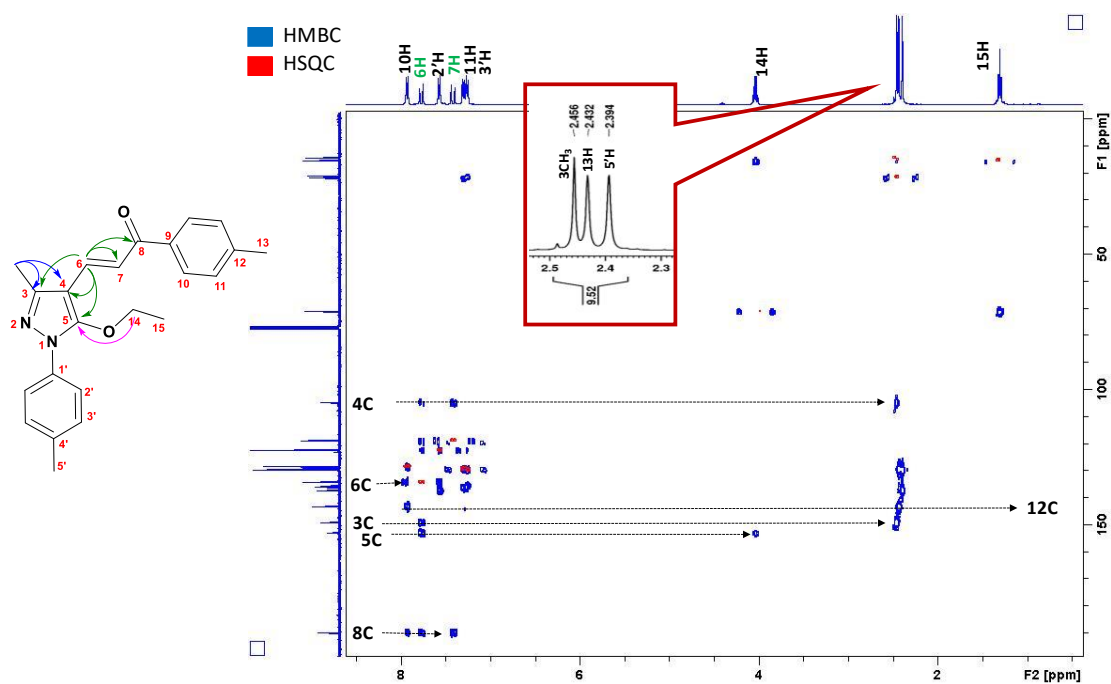 HMBC
HSQC
10H
6H
2'H
7H
11H
3'H
14H
15H
2.456
2.432
2.394
3CH₃
13H
5'H
2.5
2.4
2.3
9.52
F1 [ppm]
50
100
150
4C
6C
3C
5C
8C
12C
8
6
4
2
F2 [ppm]
O
8
9
13
12
10
11
6
7
4
3
5
O
14
15
N
2
N
1
1'
2'
3'
4'
5'